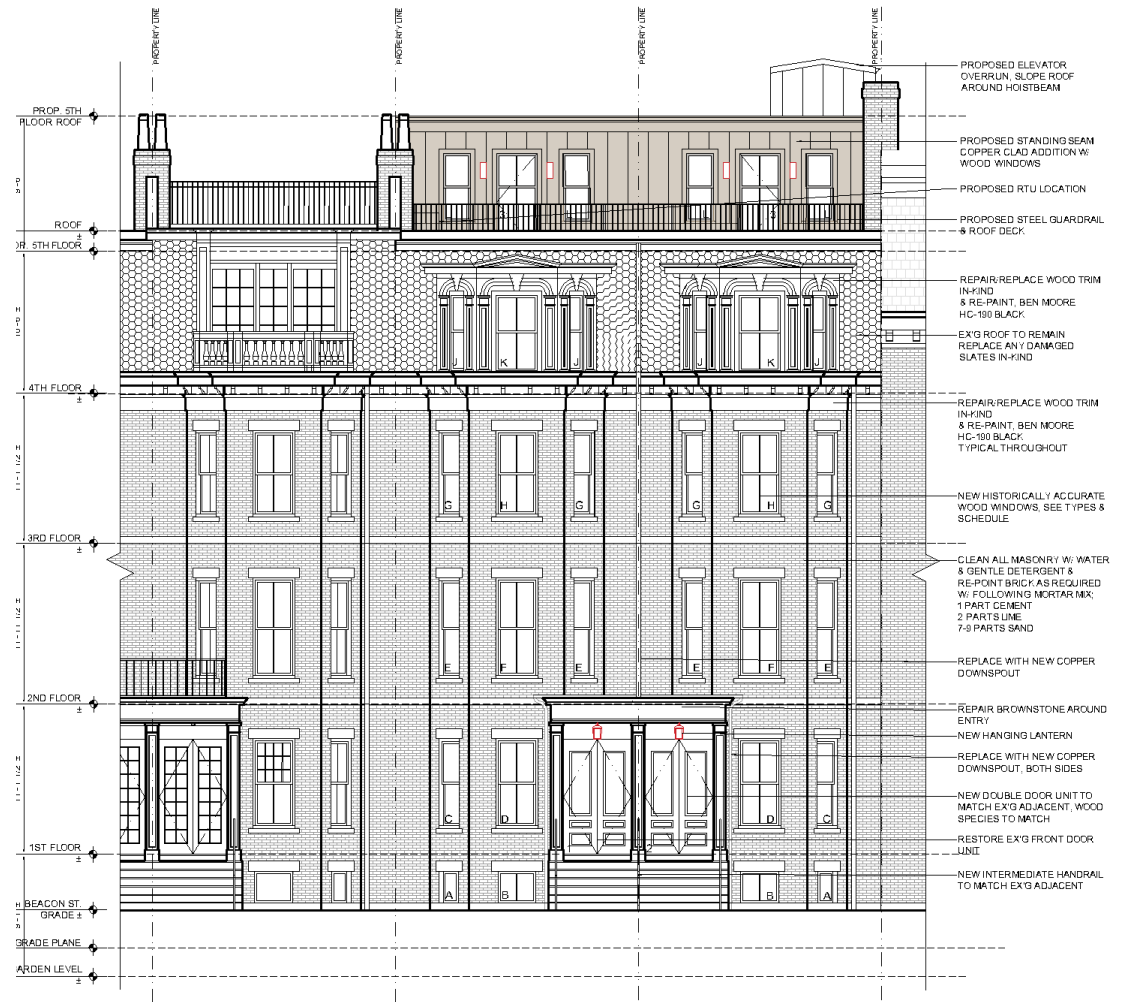 PROPERTY LINE
PROPERTY LINE
PROPERTY LINE
PROPERTY LINE
PROP. 5TH
FLOOR ROOF
ROOF
±
5TH FLOOR
±
4TH FLOOR
±
3RD FLOOR
±
2ND FLOOR
±
1ST FLOOR
±
BEACON ST.
GRADE ±
GRADE PLANE
±
±
LEVEL
PROPOSED ELEVATOR
OVERRUN, SLOPE ROOF
AROUND HOISTBEAM
PROPOSED STANDING SEAM
COPPER CLAD ADDITION W/
WOOD WINDOWS
PROPOSED RTU LOCATION
PROPOSED STEEL GUARDRAIL
& ROOF DECK
REPAIR/REPLACE WOOD TRIM
IN-KIND
& RE-PAINT, BEN MOORE
HC-190 BLACK
EX'G ROOF TO REMAIN
REPLACE ANY DAMAGED
SLATES IN-KIND
REPAIR/REPLACE WOOD TRIM
IN-KIND
& RE-PAINT, BEN MOORE
HC-190 BLACK
TYPICAL THROUGHOUT
NEW HISTORICALLY ACCURATE
WOOD WINDOWS, SEE TYPES &
SCHEDULE
CLEAN ALL MASONRY W/ WATER
& GENTLE DETERGENT &
RE-POINT BRICK AS REQUIRED
W/ FOLLOWING MORTAR MIX;
1 PART CEMENT
2 PARTS LIME
7-9 PARTS SAND
REPLACE WITH NEW COPPER
DOWNSPOUT
REPAIR BROWNSTONE AROUND
ENTRY
NEW HANGING LANTERN
REPLACE WITH NEW COPPER
DOWNSPOUT, BOTH SIDES
NEW DOUBLE DOOR UNIT TO
MATCH EX'G ADJACENT, WOOD
SPECIES TO MATCH
RESTORE EX'G FRONT DOOR
UNIT
NEW INTERMEDIATE HANDRAIL
TO MATCH EX'G ADJACENT
J K J J K J
G H G G H G
E F E E F E
C D D C
A B B A